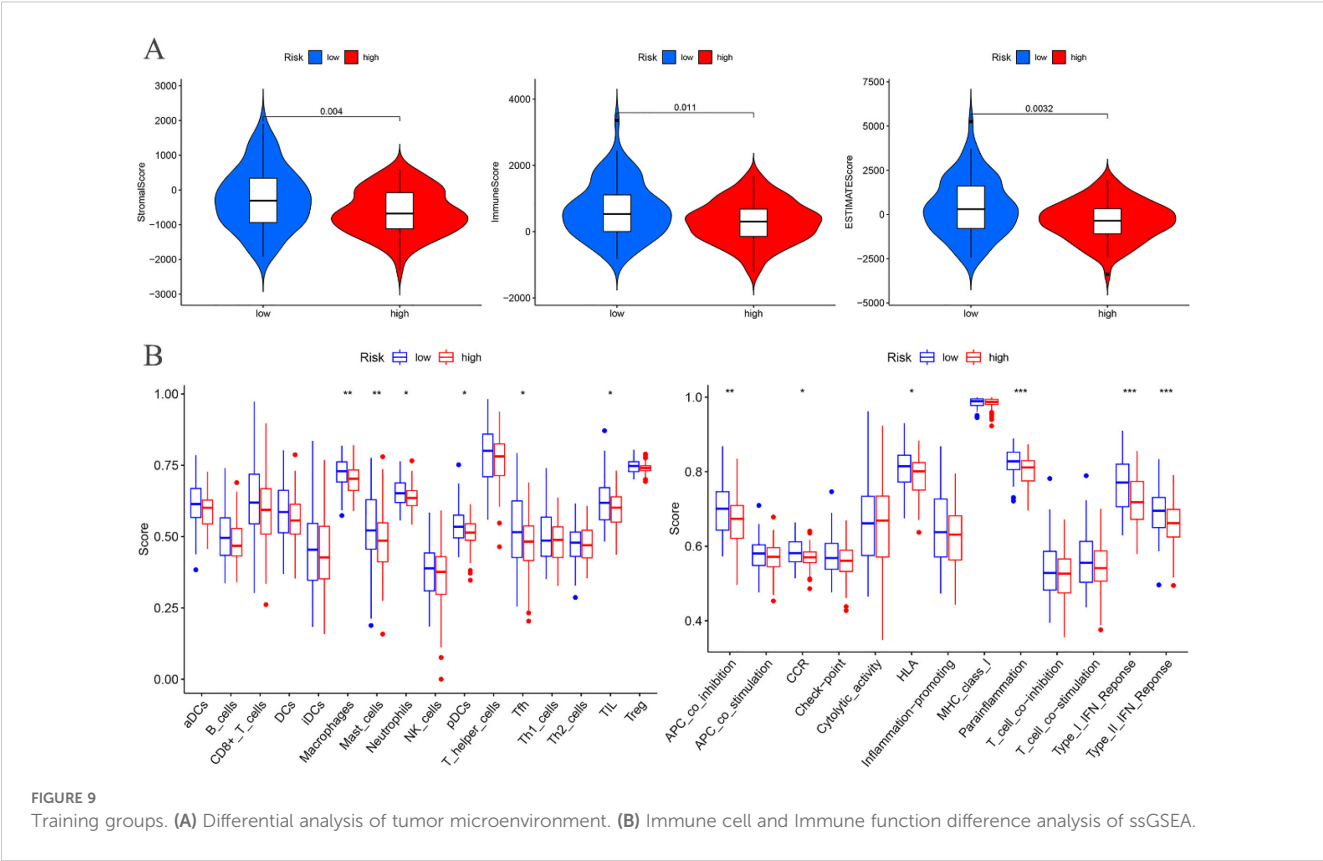 A
Risk low high
3000
2000
1000
0
−1000
−2000
−3000
StromalScore
0.004
low high
Risk low high
4000
2000
0
−2000
ImmuneScore
0.011
low high
Risk low high
7500
5000
2500
0
−2500
−5000
ESTIMATEScore
0.0032
low high
B
Risk low high
1.00
0.75
0.50
0.25
0.00
Score
** ** * * * *
aDCs
B_cells
CD8+_T_cells
DCs
iDCs
Macrophages
Mast_cells
Neutrophils
NK_cells
pDCs
T_helper_cells
Tfh
Th1_cells
Th2_cells
TIL
Treg
Risk low high
1.0
0.8
0.6
0.4
Score
** * * *** *** ***
APC_co_inhibition
APC_co_stimulation
CCR
Check−point
Cytolytic_activity
HLA
Inflammation−promoting
MHC_class_I
Parainflammation
T_cell_co−inhibition
T_cell_co−stimulation
Type_I_IFN_Reponse
Type_II_IFN_Reponse
FIGURE 9
Training groups. (A) Differential analysis of tumor microenvironment. (B) Immune cell and Immune function difference analysis of ssGSEA.